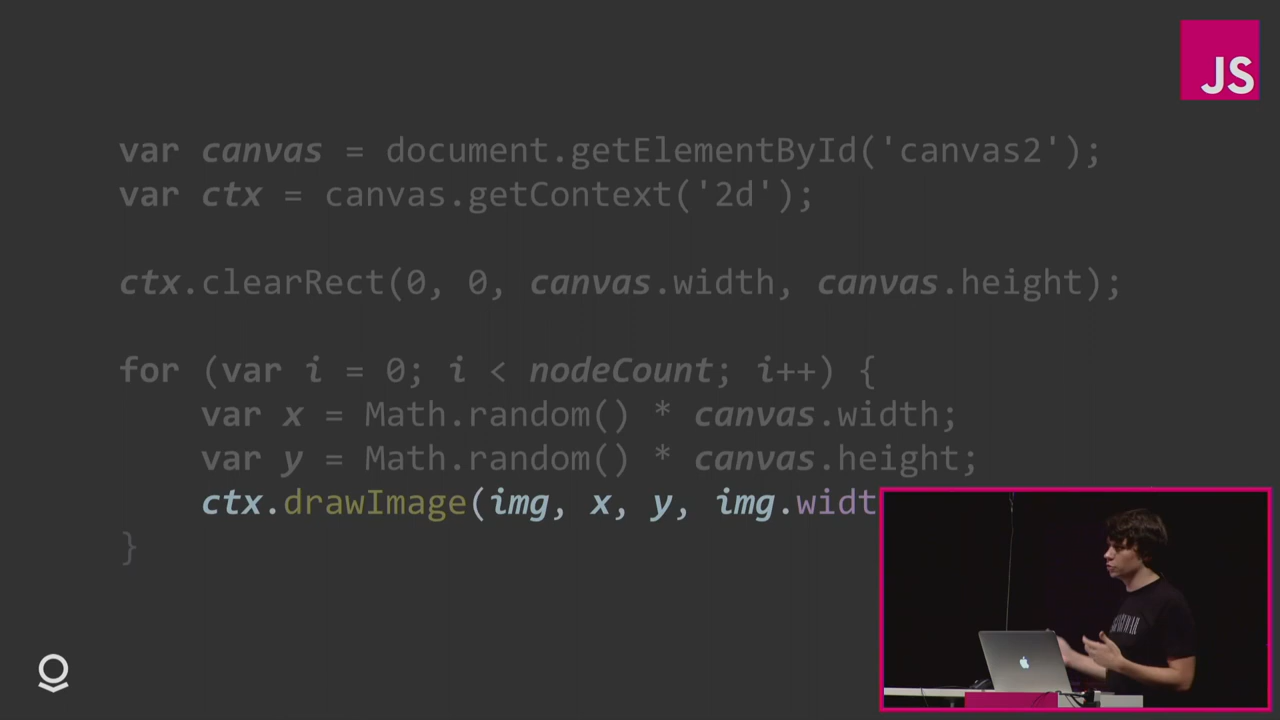 JS
var canvas = document.getElementById('canvas2');
var ctx = canvas.getContext('2d');
ctx.clearRect(0, 0, canvas.width, canvas.height);
for (var i = 0; i < nodeCount; i++) {
var x = Math.random() * canvas.width;
var y = Math.random() * canvas.height;
ctx.drawImage(img, x, y, img.widt
}